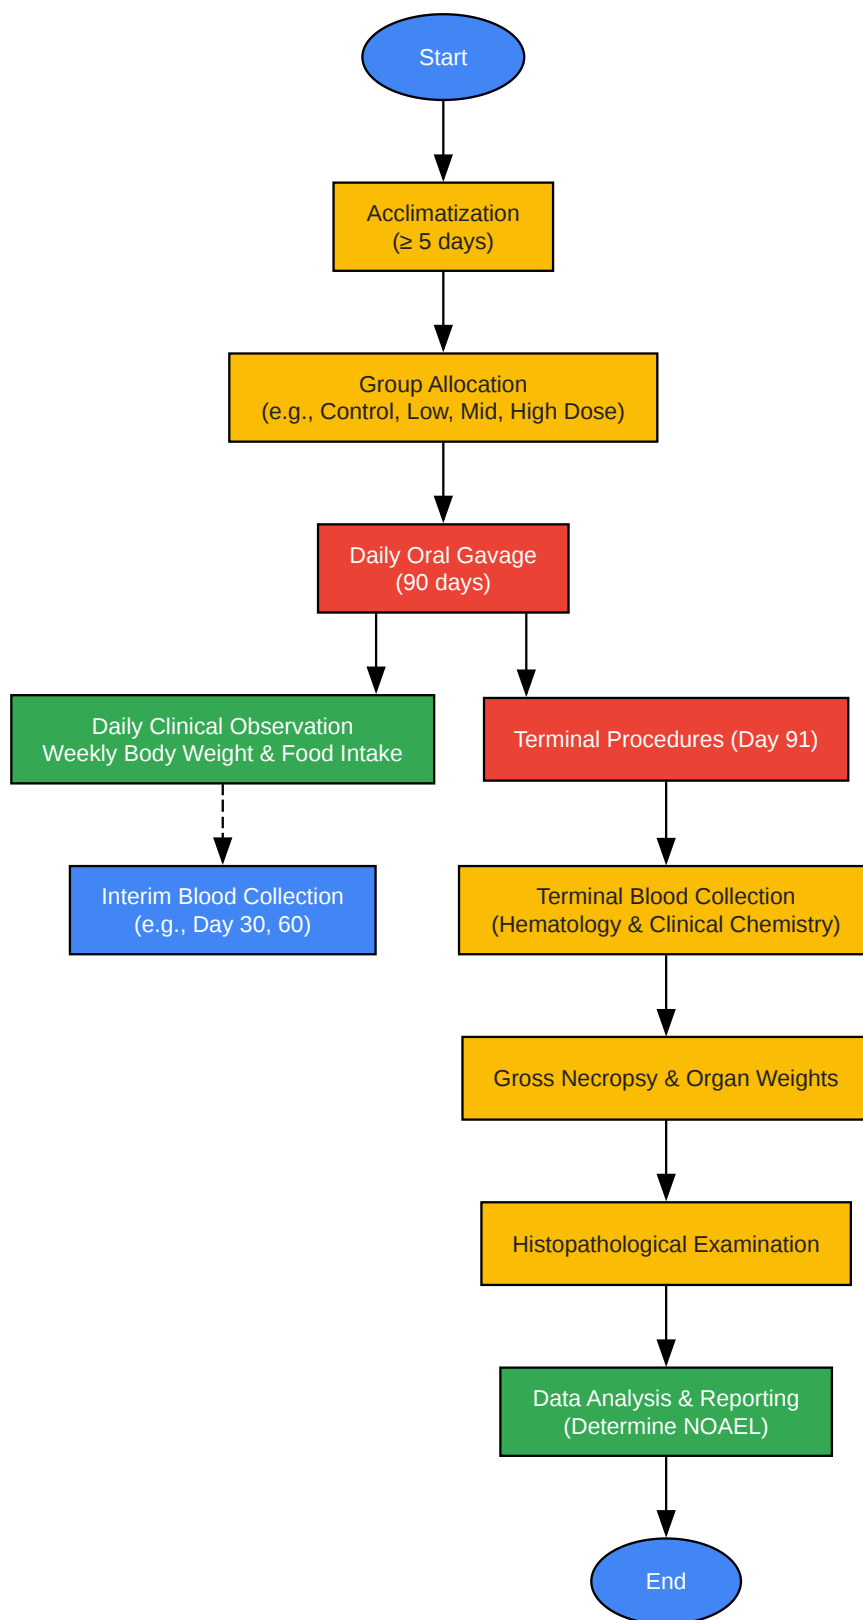 Start
Acclimatization
(≥ 5 days)
Group Allocation
(e.g., Control, Low, Mid, High Dose)
Daily Oral Gavage
(90 days)
Daily Clinical Observation
Weekly Body Weight & Food Intake
Terminal Procedures (Day 91)
Interim Blood Collection
(e.g., Day 30, 60)
Terminal Blood Collection
(Hematology & Clinical Chemistry)
Gross Necropsy & Organ Weights
Histopathological Examination
Data Analysis & Reporting
(Determine NOAEL)
End